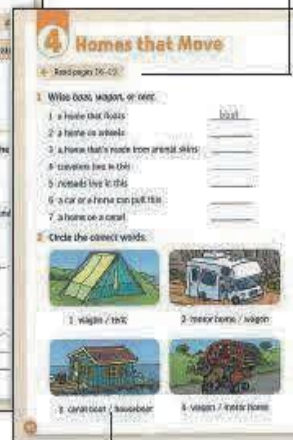 4 Homes that Move
Read pages 16–19.
1 Write boat, wagon, or tent.
1 a home that floats boat
2 a home on wheels
3 a home that's made from animal skins
4 travelers live in this
5 nomads live in this
6 a car or a horse can pull this
7 a home on a canal
2 Circle the correct words.
1 wagon / tent
2 motor home / wagon
3 canal boat / houseboat
4 wagon / motor home